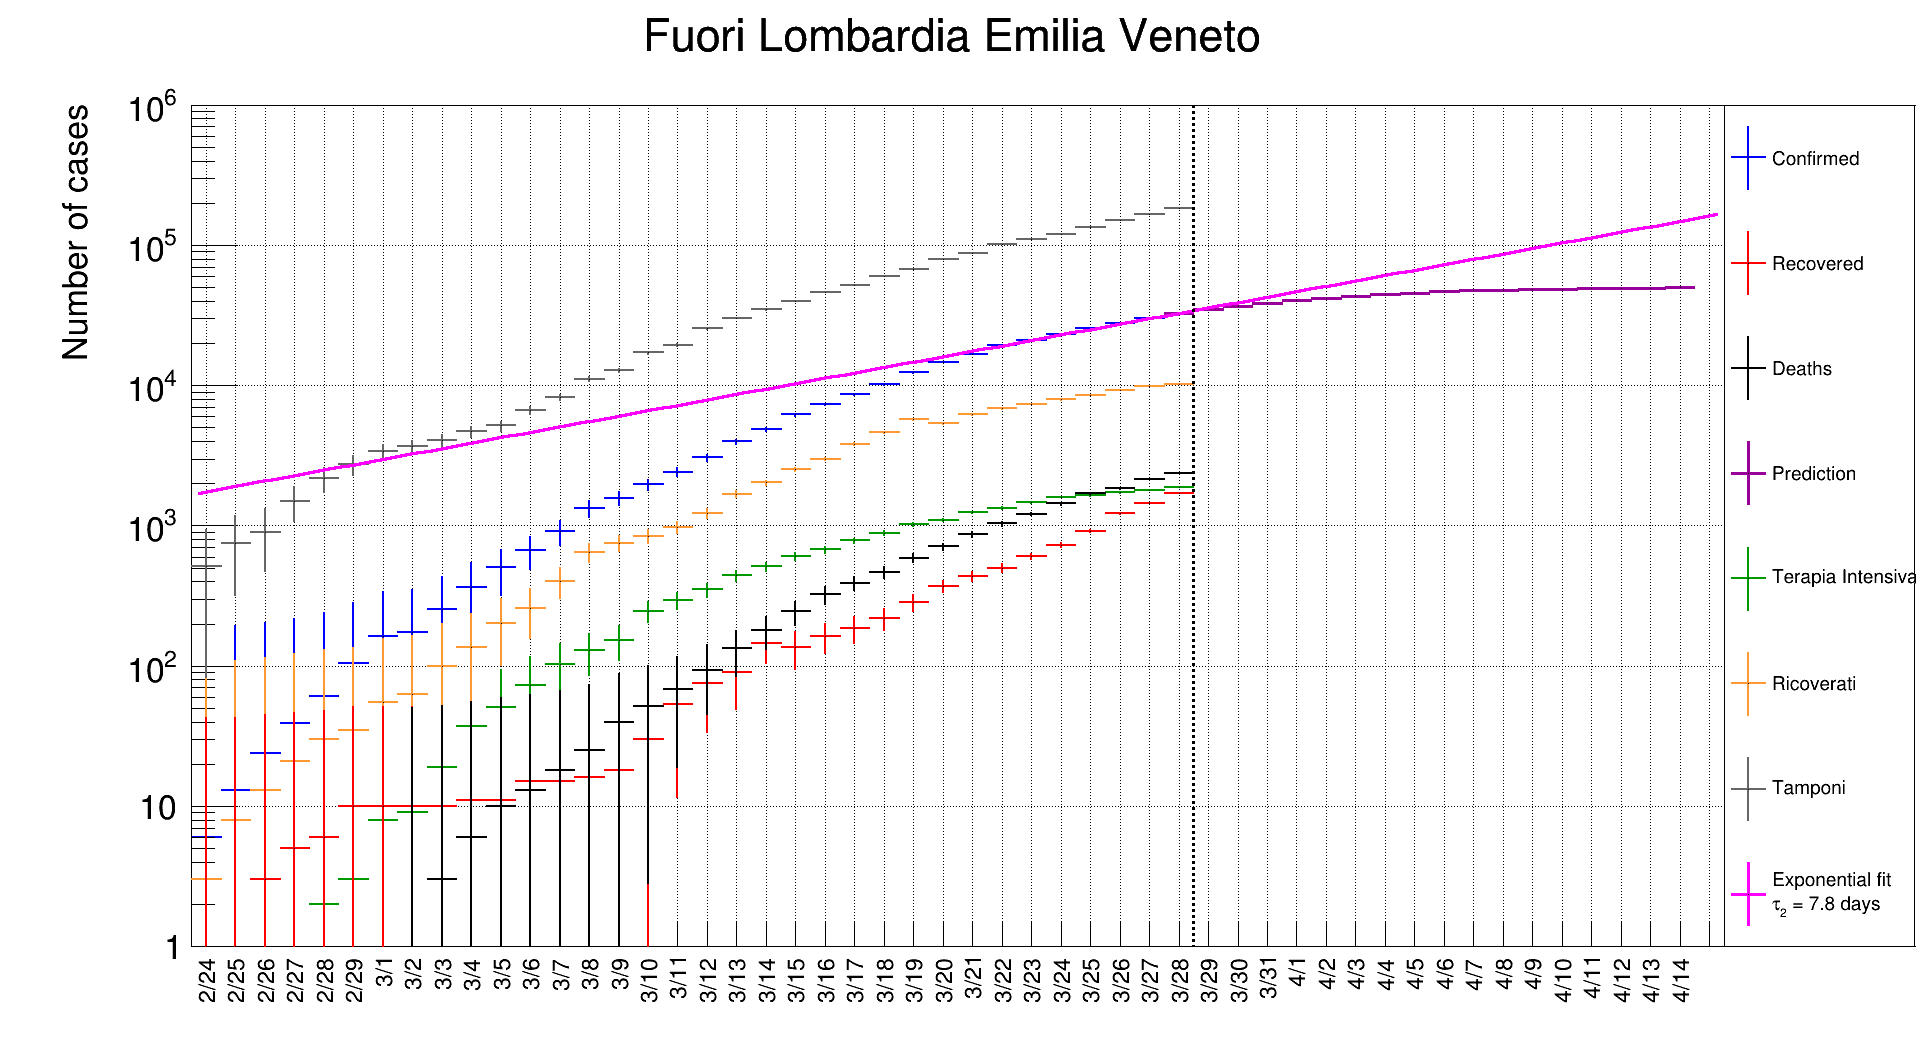 Fuori Lombardia Emilia Veneto
Number of cases
10^6
10^5
10^4
10^3
10^2
10
1
2/24 2/25 2/26 2/27 2/28 2/29 3/1 3/2 3/3 3/4 3/5 3/6 3/7 3/8 3/9 3/10 3/11 3/12 3/13 3/14 3/15 3/16 3/17 3/18 3/19 3/20 3/21 3/22 3/23 3/24 3/25 3/26 3/27 3/28 3/29 3/30 3/31 4/1 4/2 4/3 4/4 4/5 4/6 4/7 4/8 4/9 4/10 4/11 4/12 4/13 4/14
Confirmed
Recovered
Deaths
Prediction
Terapia Intensiva
Ricoverati
Tamponi
Exponential fit
τ₂ = 7.8 days